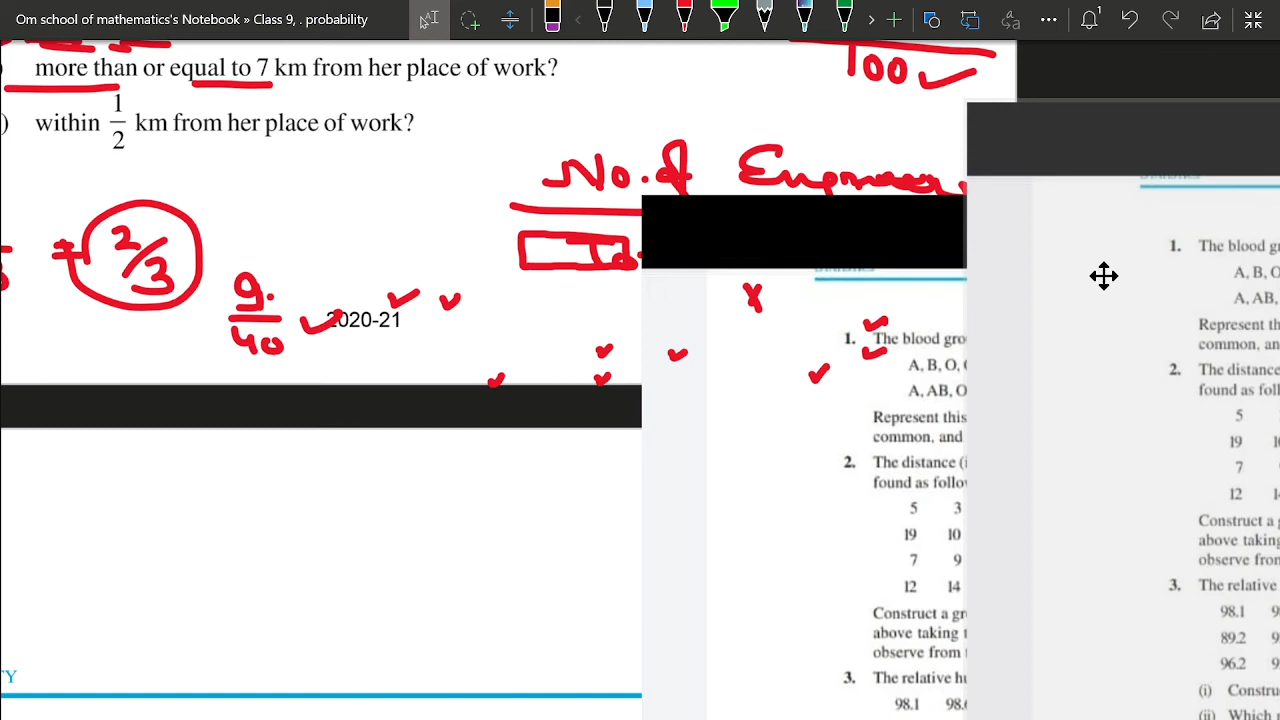 Om school of mathematics's Notebook » Class 9, . probability
more than or equal to 7 km from her place of work?
) within 1/2 km from her place of work?
100
No. of Engineer
2/3
9.
40
2020-21
TY
1. The blood gro
A, B, O,
A, AB, O
Represent this
common, and
2. The distance (i
found as follo
5 3
19 10
7 9
12 14
Construct a gr
above taking t
observe from
3. The relative hu
98.1 98.
1. The blood g
A, B, O
A, AB,
Represent th
common, an
2. The distance
found as foll
5
19
7
12
Construct a
above taking
observe fron
3. The relative
98.1
89.2
96.2
(i) Constru
(ii) Which